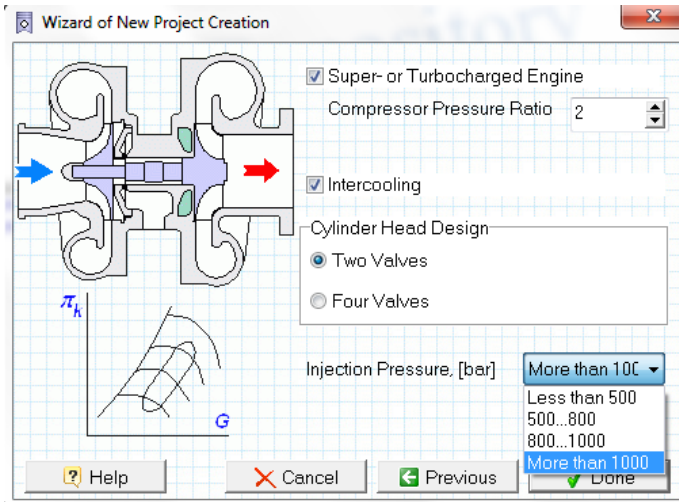 Wizard of New Project Creation
Super- or Turbocharged Engine
Compressor Pressure Ratio 2
Intercooling
Cylinder Head Design
Two Valves
Four Valves
πk
G
Injection Pressure, [bar] More than 100
Less than 500
500...800
800...1000
More than 1000
Help Cancel Previous Done